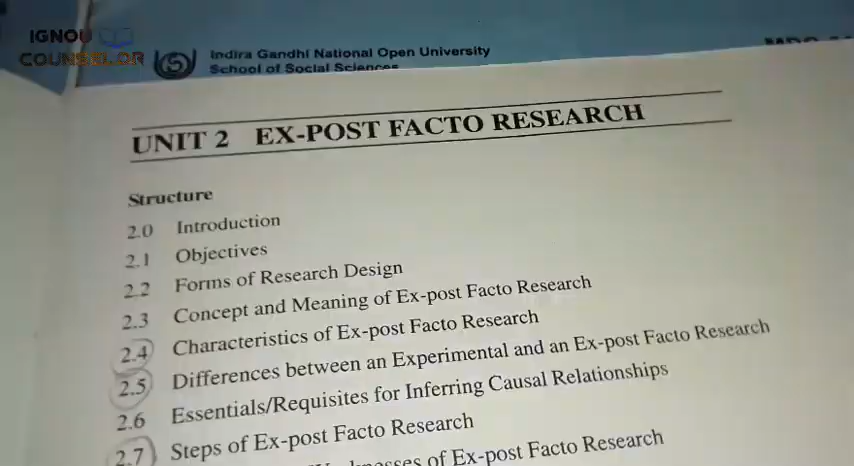 IGNOU
COUNSELOR
Indira Gandhi National Open University
School of Social Sciences
UNIT 2 EX-POST FACTO RESEARCH
Structure
2.0 Introduction
2.1 Objectives
2.2 Forms of Research Design
2.3 Concept and Meaning of Ex-post Facto Research
2.4 Characteristics of Ex-post Facto Research
2.5 Differences between an Experimental and an Ex-post Facto Research
2.6 Essentials/Requisites for Inferring Causal Relationships
2.7 Steps of Ex-post Facto Research
of Ex-post Facto Research